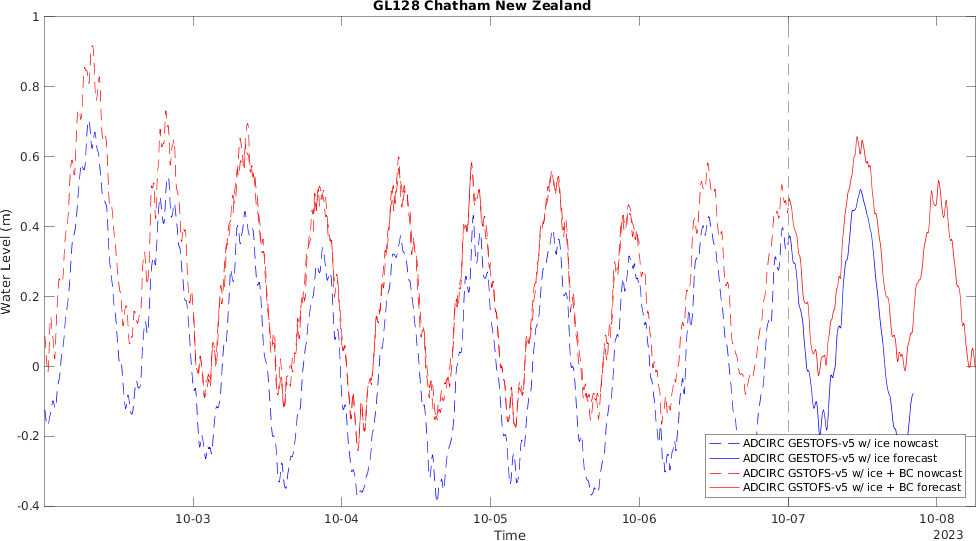 GL128 Chatham New Zealand
1
0.8
0.6
0.4
0.2
0
-0.2
-0.4
Water Level (m)
10-03
10-04
10-05
10-06
10-07
10-08
Time
2023
ADCIRC GESTOFS-v5 w/ ice nowcast
ADCIRC GESTOFS-v5 w/ ice forecast
ADCIRC GSTOFS-v5 w/ ice + BC nowcast
ADCIRC GSTOFS-v5 w/ ice + BC forecast